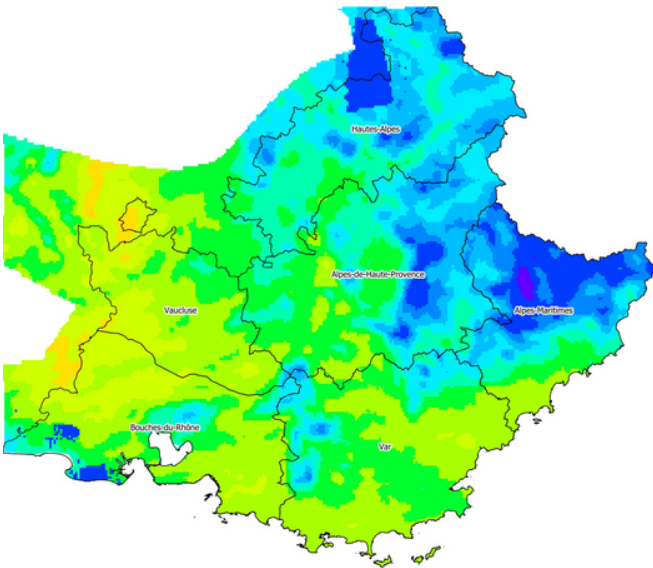 Hautes-Alpes
Alpes-de-Haute-Provence
Vaucluse
Alpes-Maritimes
Bouches-du-Rhône
Var